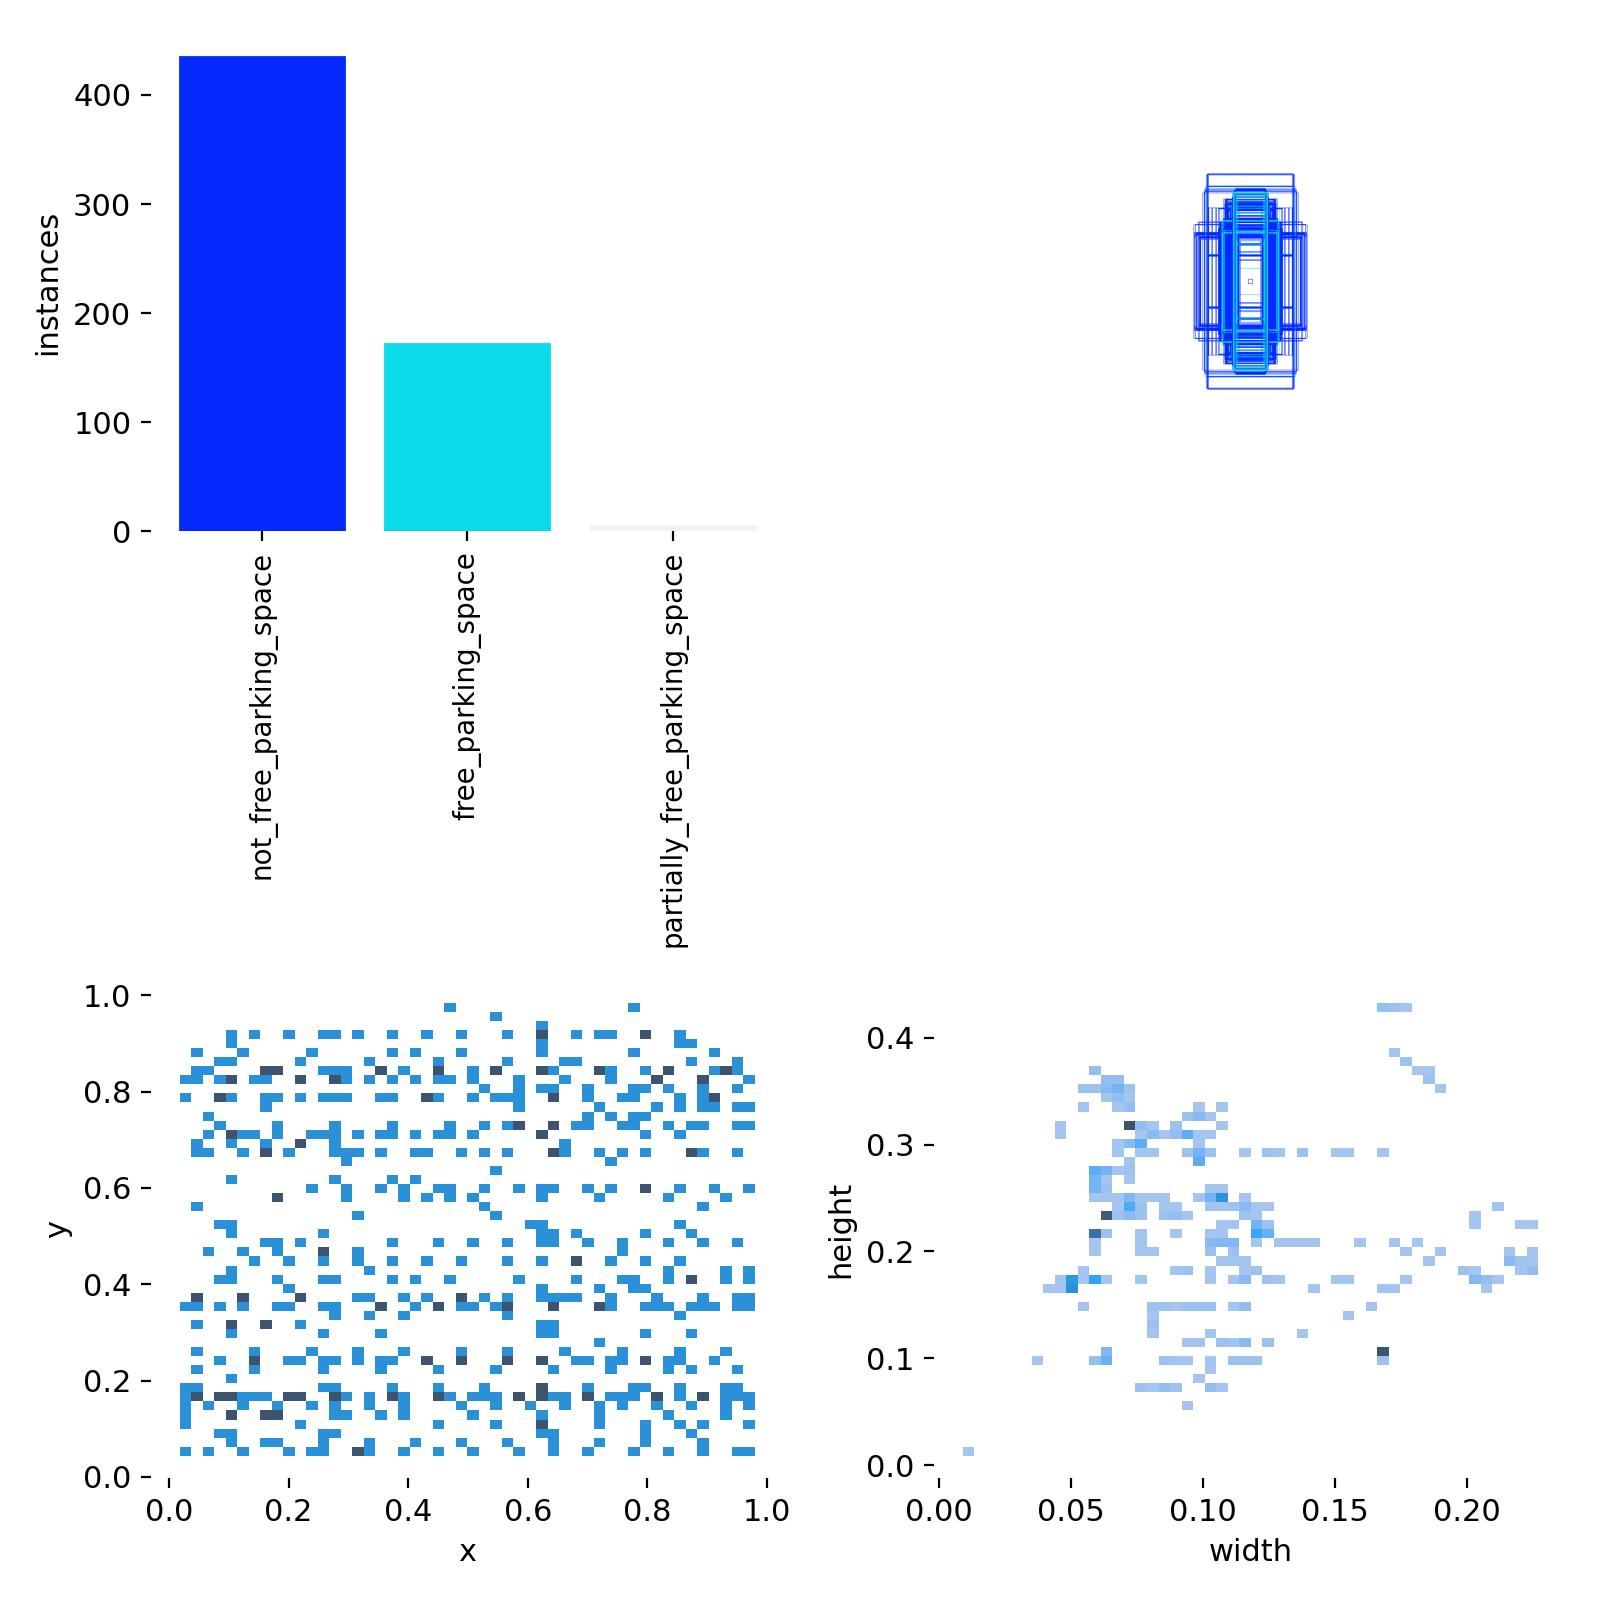 400
300
200
100
0
instances
not_free_parking_space
free_parking_space
partially_free_parking_space
1.0
0.8
0.6
0.4
0.2
0.0
y
0.0 0.2 0.4 0.6 0.8 1.0
x
0.4
0.3
0.2
0.1
0.0
height
0.00 0.05 0.10 0.15 0.20
width